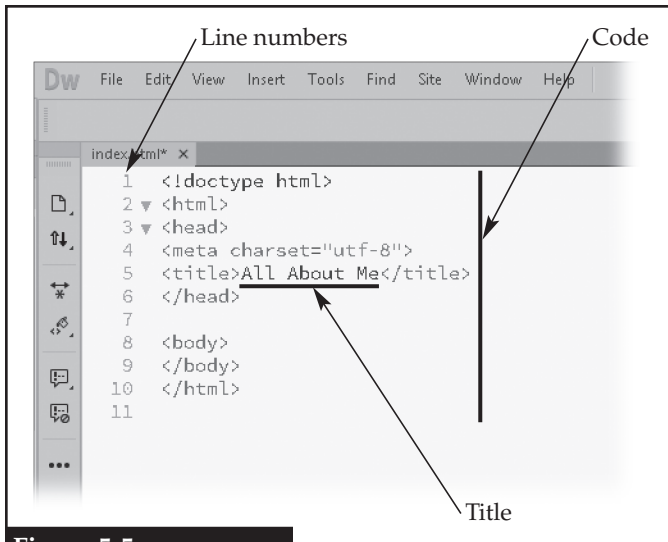 Line numbers
Code
Dw File Edit View Insert Tools Find Site Window Help
index.html* ×
1 <!doctype html>
2 ▼ <html>
3 ▼ <head>
4 <meta charset="utf-8">
5 <title>All About Me</title>
6 </head>
7
8 <body>
9 </body>
10 </html>
11
Title